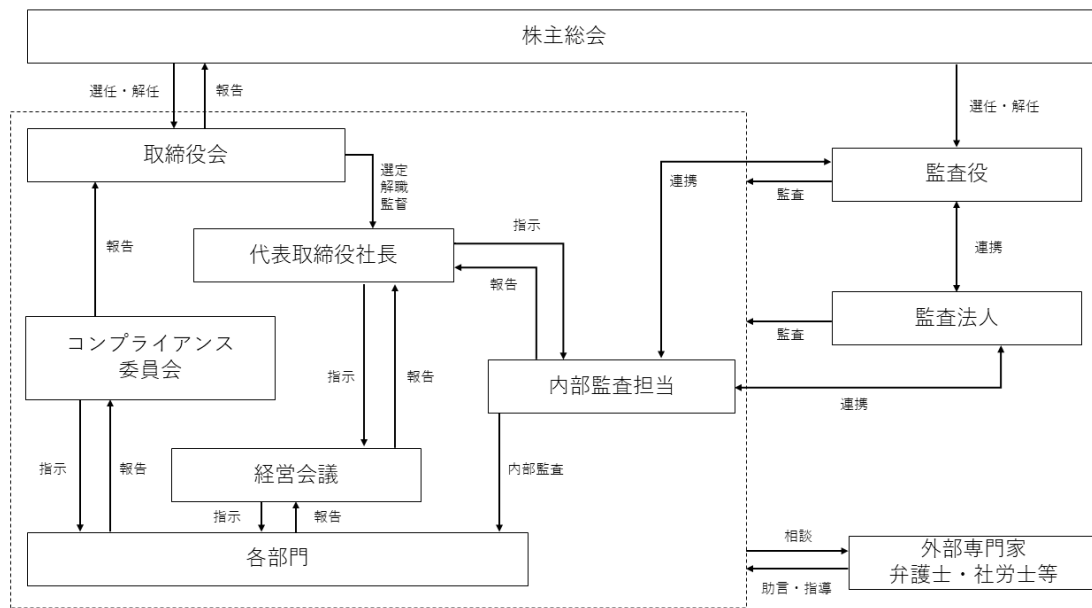 株主総会
選任・解任
報告
選任・解任
取締役会
選定
解職
監督
連携
監査役
監査
代表取締役社長
指示
報告
報告
連携
コンプライアンス
委員会
監査法人
監査
指示
報告
内部監査担当
連携
指示
報告
経営会議
内部監査
指示
報告
各部門
相談
外部専門家
弁護士・社労士等
助言・指導